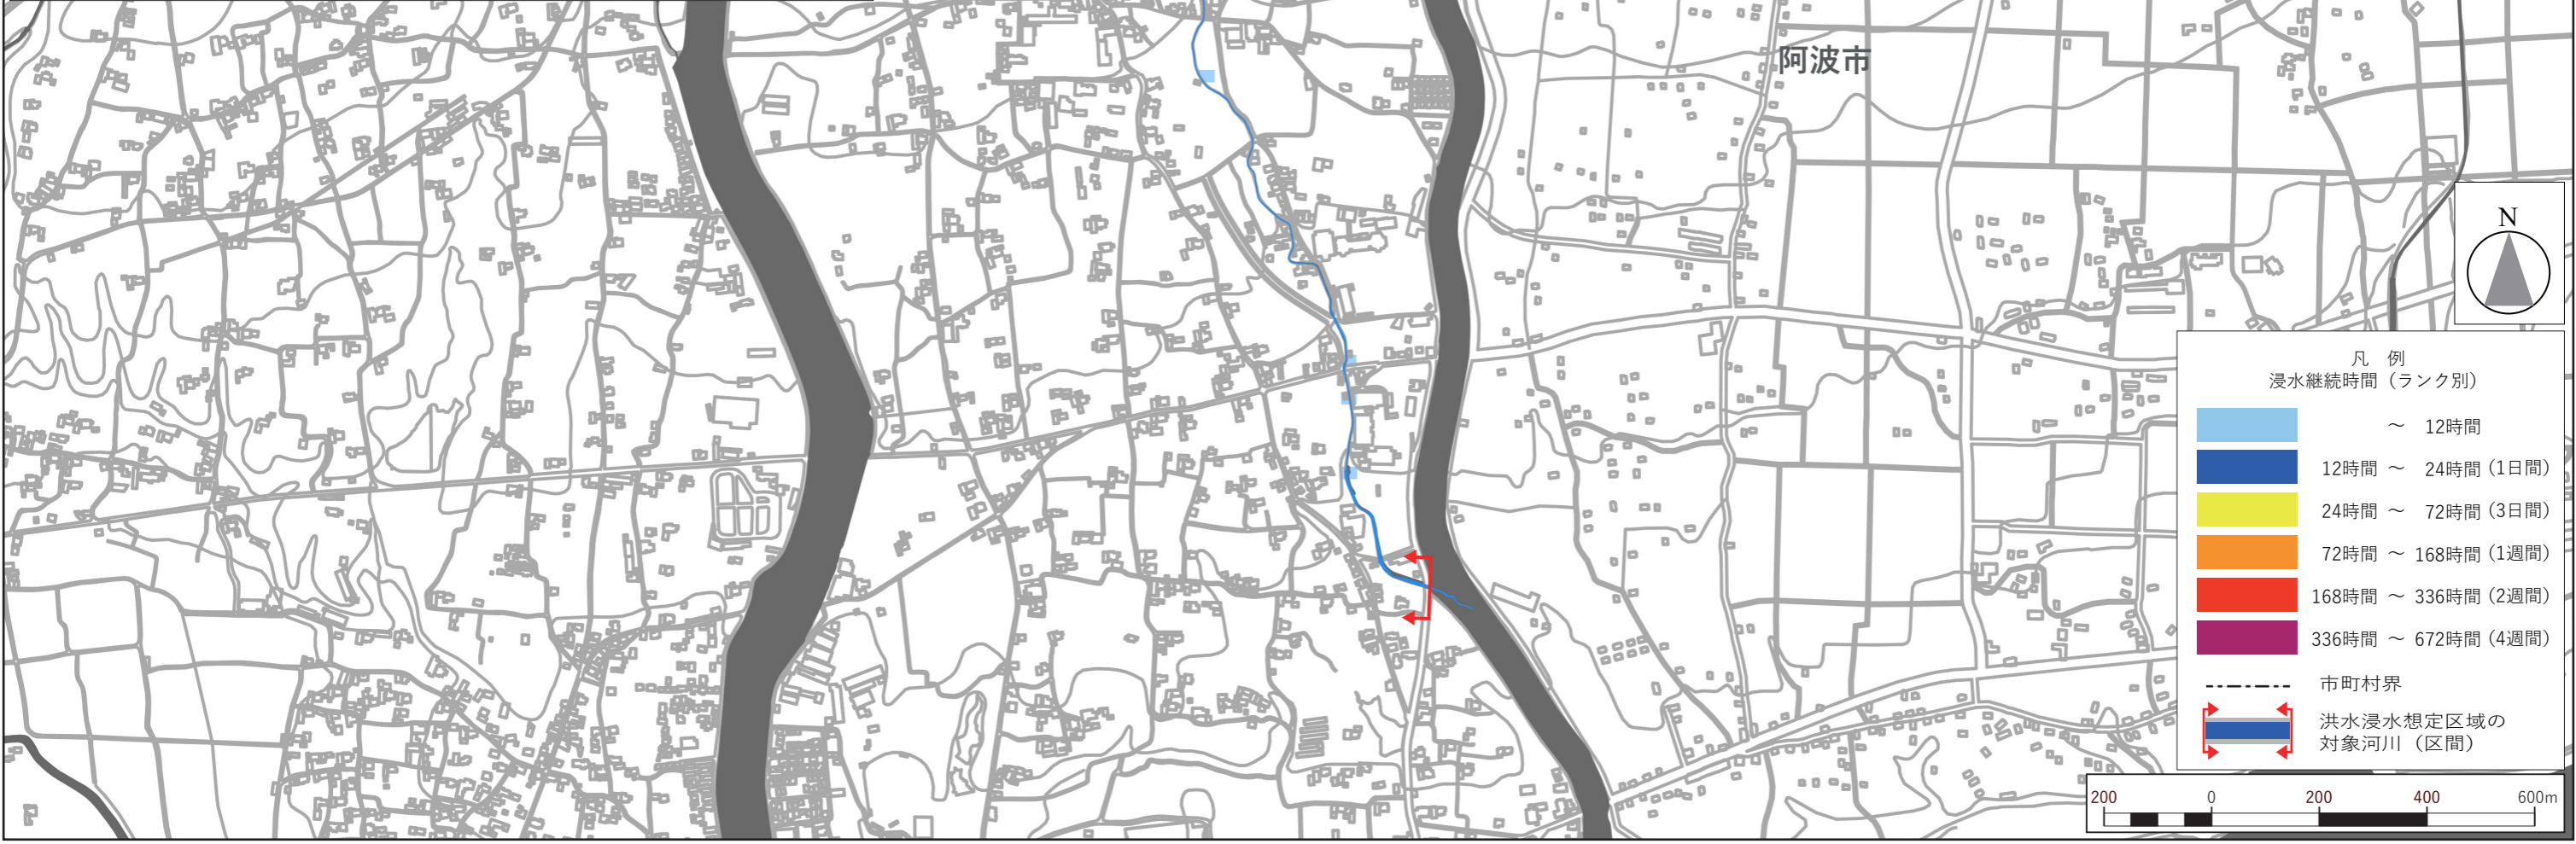 阿波市
N
凡 例
浸水継続時間（ランク別）
～ 12時間
12時間 ～ 24時間 (1日間)
24時間 ～ 72時間 (3日間)
72時間 ～ 168時間 (1週間)
168時間 ～ 336時間 (2週間)
336時間 ～ 672時間 (4週間)
市町村界
洪水浸水想定区域の
対象河川（区間）
200 0 200 400 600m